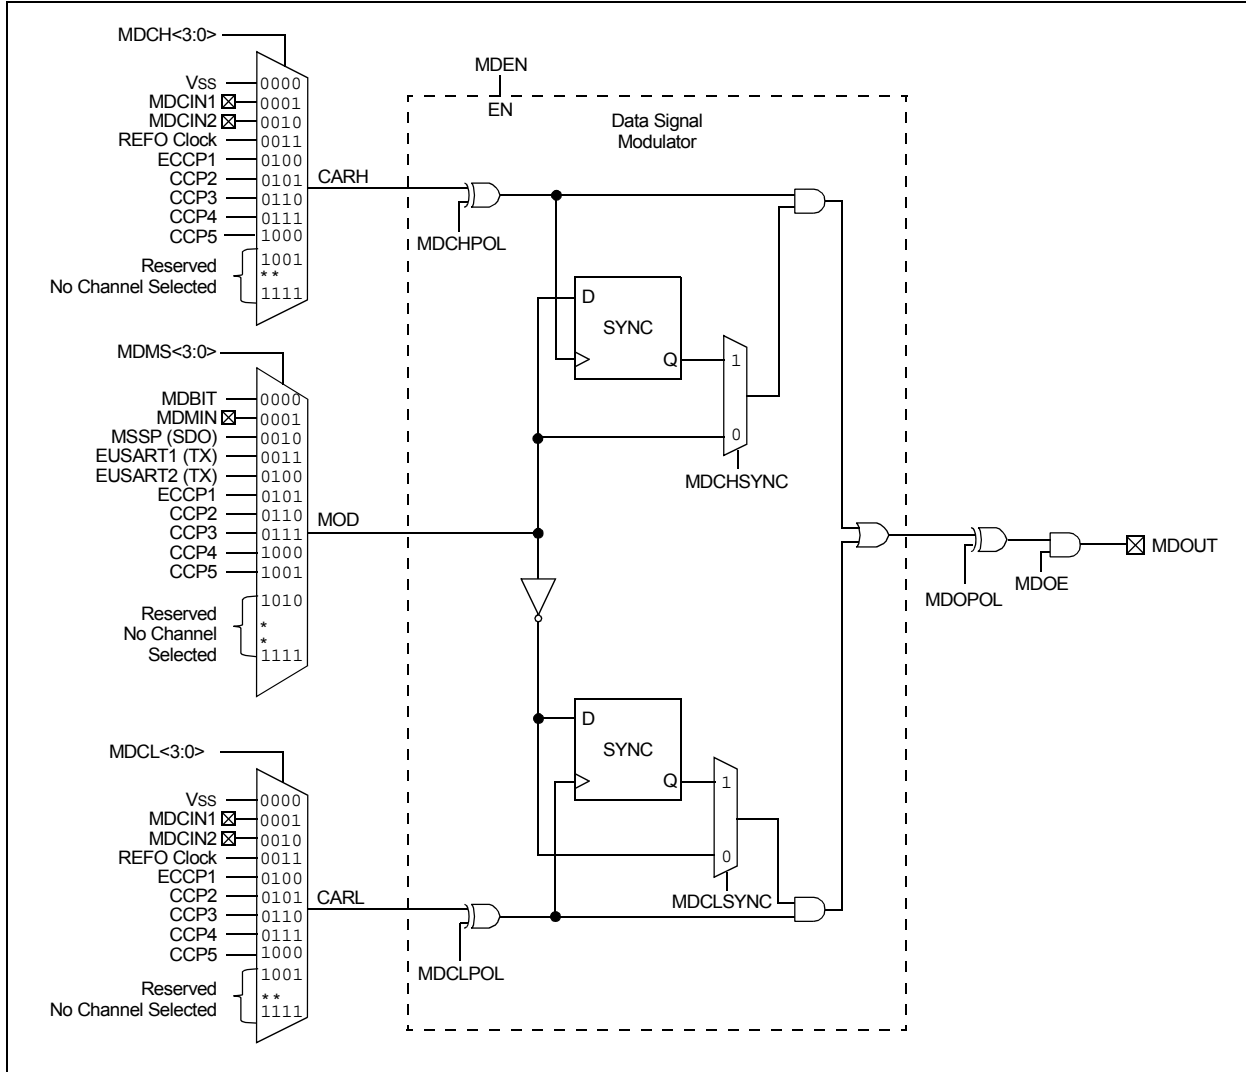 MDCH<3:0>
VSS 0000
MDCIN1 0001
MDCIN2 0010
REFO Clock 0011
ECCP1 0100
CCP2 0101
CCP3 0110
CCP4 0111
CCP5 1000
Reserved
No Channel Selected
1001
**
1111
CARH
MDCHPOL
MDEN
EN
Data Signal
Modulator
D
SYNC
Q
1
0
MDCHSYNC
MDMS<3:0>
MDBIT 0000
MDMIN 0001
MSSP (SDO) 0010
EUSART1 (TX) 0011
EUSART2 (TX) 0100
ECCP1 0101
CCP2 0110
CCP3 0111
CCP4 1000
CCP5 1001
Reserved
No Channel
Selected
1010
*
*
1111
MOD
MDOPOL
MDOE
MDOUT
MDCL<3:0>
VSS 0000
MDCIN1 0001
MDCIN2 0010
REFO Clock 0011
ECCP1 0100
CCP2 0101
CCP3 0110
CCP4 0111
CCP5 1000
Reserved
No Channel Selected
1001
**
1111
CARL
MDCLPOL
D
SYNC
Q
1
0
MDCLSYNC